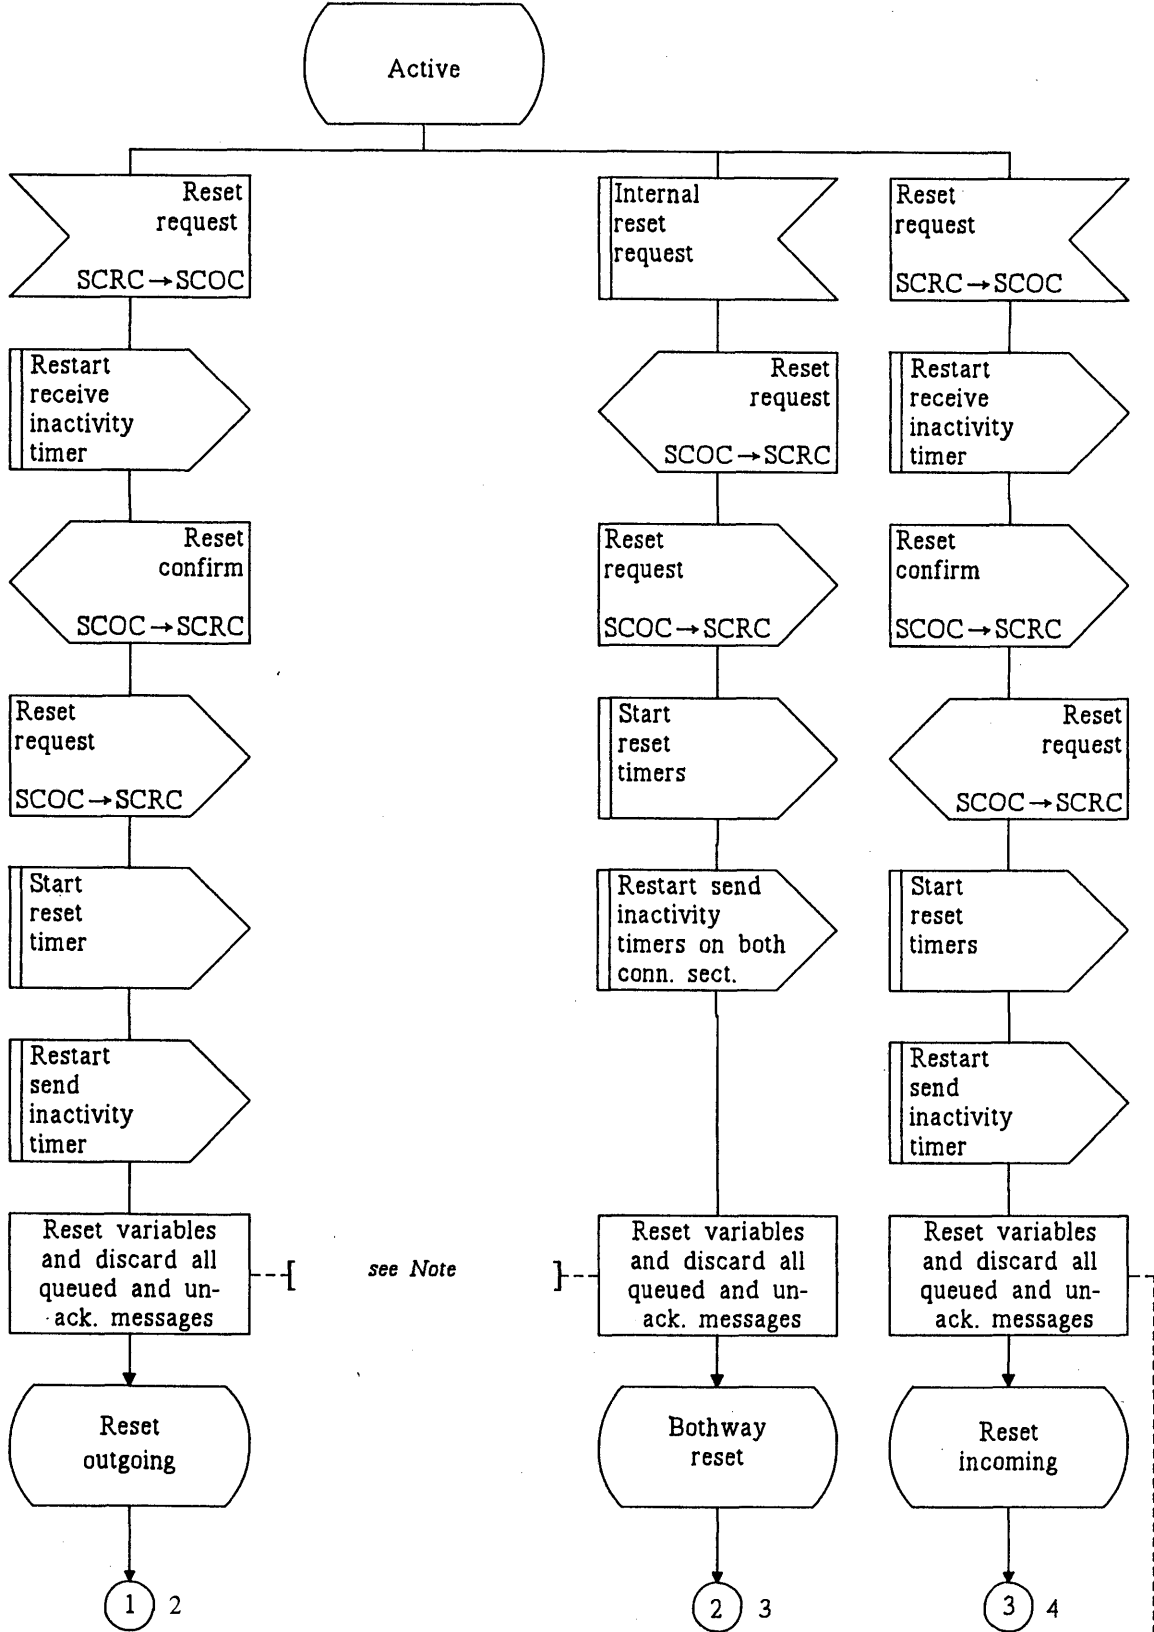 Active
Reset
request
SCRC→SCOC
Restart
receive
inactivity
timer
Reset
confirm
SCOC→SCRC
Reset
request
SCOC→SCRC
Start
reset
timer
Restart
send
inactivity
timer
Reset variables
and discard all
queued and un-
ack. messages
see Note
Reset
outgoing
1 2
Internal
reset
request
Reset
request
SCOC→SCRC
Reset
request
SCOC→SCRC
Start
reset
timers
Restart send
inactivity
timers on both
conn. sect.
Reset variables
and discard all
queued and un-
ack. messages
Bothway
reset
2 3
Reset
request
SCRC→SCOC
Restart
receive
inactivity
timer
Reset
confirm
SCOC→SCRC
Reset
request
SCOC→SCRC
Start
reset
timers
Restart
send
inactivity
timer
Reset variables
and discard all
queued and un-
ack. messages
Reset
incoming
3 4